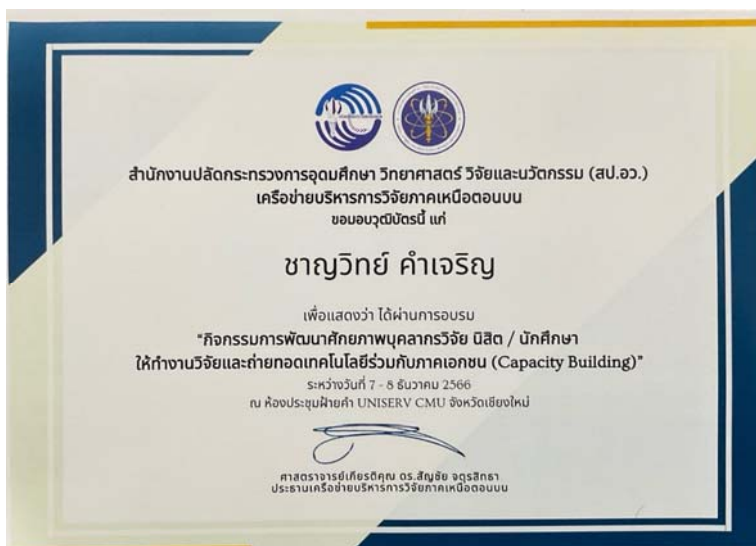 สำนักงานปลัดกระทรวงการอุดมศึกษา วิทยาศาสตร์ วิจัยและนวัตกรรม (สป.อว.)
เครือข่ายบริหารการวิจัยภาคเหนือตอนบน
ขอมอบวุฒิบัตรนี้ แก่
ชาญวิทย์ คำเจริญ
เพื่อแสดงว่า ได้ผ่านการอบรม
"กิจกรรมการพัฒนาศักยภาพบุคลากรวิจัย นิสิต / นักศึกษา
ให้ทำงานวิจัยและถ่ายทอดเทคโนโลยีร่วมกับภาคเอกชน (Capacity Building)"
ระหว่างวันที่ 7 - 8 ธันวาคม 2566
ณ ห้องประชุมฝ้ายคำ UNISERV CMU จังหวัดเชียงใหม่
ศาสตราจารย์เกียรติคุณ ดร.สัญชัย จตุรสิทธา
ประธานเครือข่ายบริหารการวิจัยภาคเหนือตอนบน